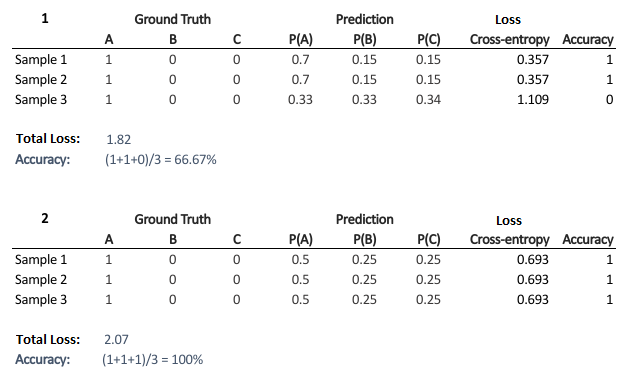 1 Ground Truth Prediction Loss
A B C P(A) P(B) P(C) Cross-entropy Accuracy
Sample 1 1 0 0 0.7 0.15 0.15 0.357 1
Sample 2 1 0 0 0.7 0.15 0.15 0.357 1
Sample 3 1 0 0 0.33 0.33 0.34 1.109 0
Total Loss: 1.82
Accuracy: (1+1+0)/3 = 66.67%
2 Ground Truth Prediction Loss
A B C P(A) P(B) P(C) Cross-entropy Accuracy
Sample 1 1 0 0 0.5 0.25 0.25 0.693 1
Sample 2 1 0 0 0.5 0.25 0.25 0.693 1
Sample 3 1 0 0 0.5 0.25 0.25 0.693 1
Total Loss: 2.07
Accuracy: (1+1+1)/3 = 100%